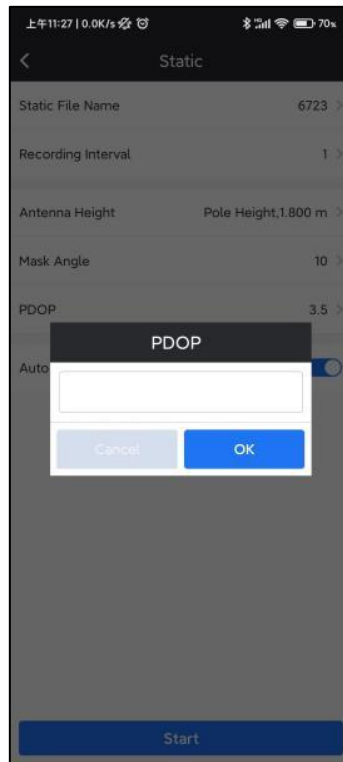 上午11:27 | 0.0K/s
70%
Static
Static File Name 6723
Recording Interval 1
Antenna Height Pole Height,1.800 m
Mask Angle 10
PDOP 3.5
PDOP
Auto
Cancel OK
Start